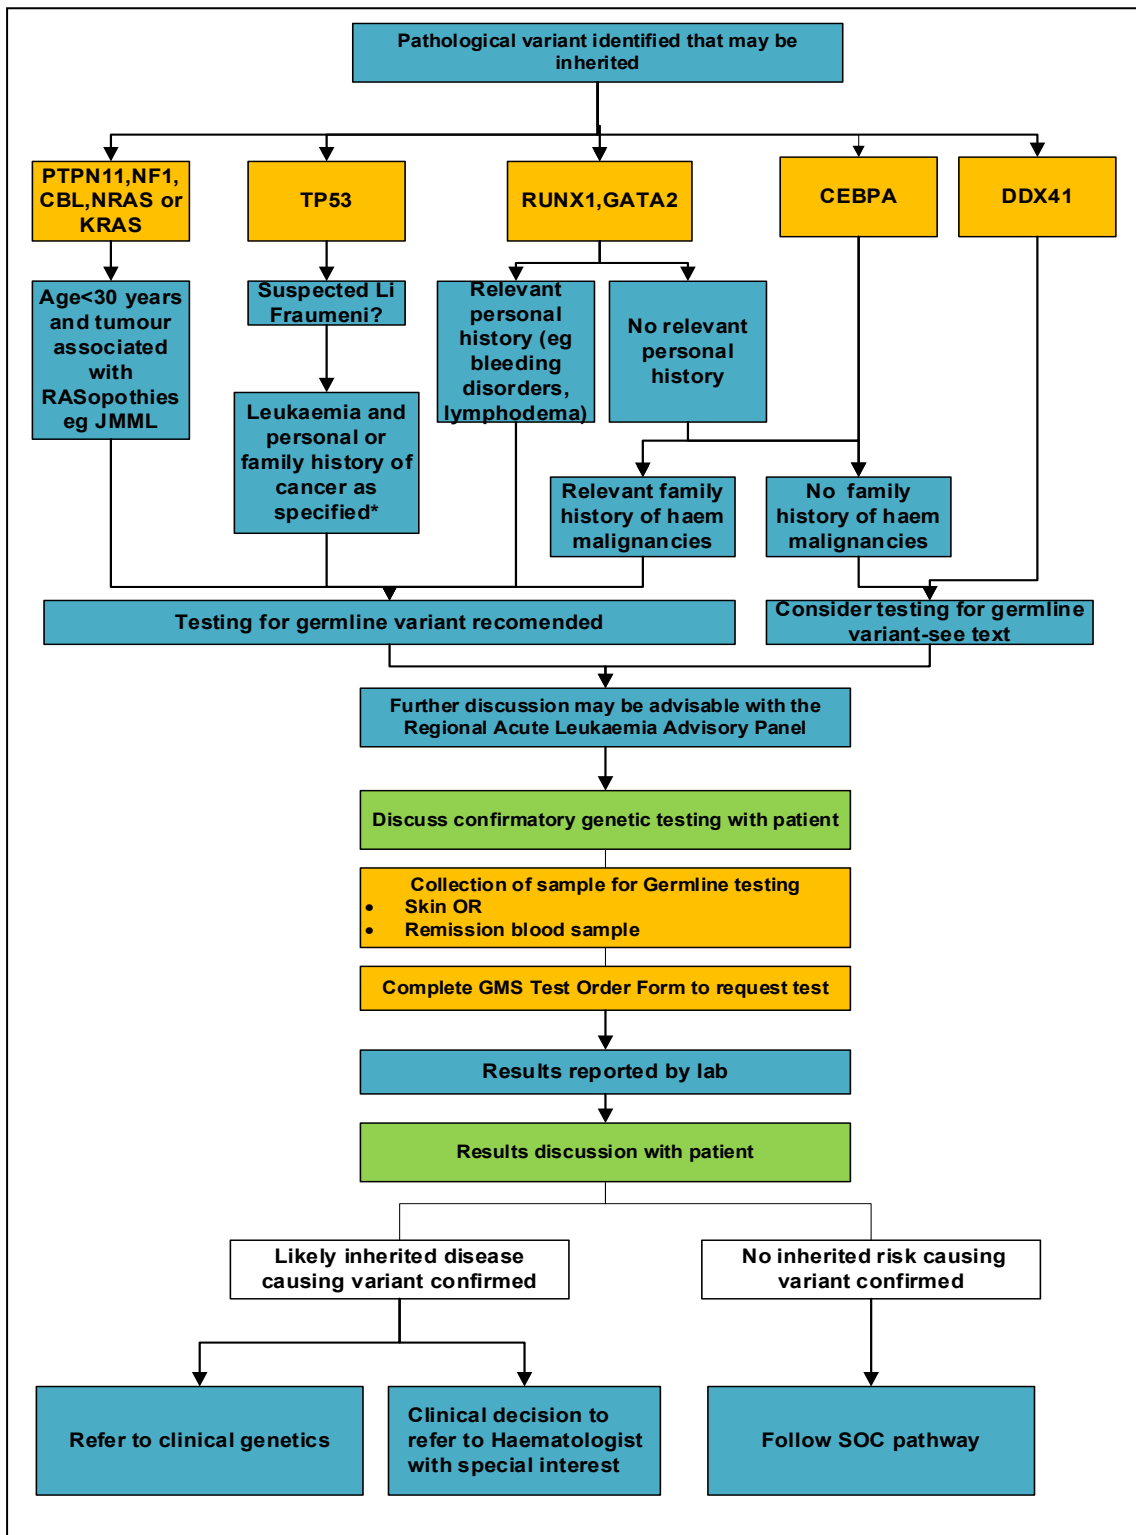 Pathological variant identified that may be
inherited
PTPN11,NF1,
CBL,NRAS or
KRAS
TP53
RUNX1,GATA2
CEBPA
DDX41
Age<30 years
and tumour
associated
with
RASopothies
eg JMML
Suspected Li
Fraumeni?
Relevant
personal
history (eg
bleeding
disorders,
lymphodema)
No relevant
personal
history
Leukaemia and
personal or
family history of
cancer as
specified*
Relevant family
history of haem
malignancies
No family
history of haem
malignancies
Testing for germline variant recomended
Consider testing for germline
variant-see text
Further discussion may be advisable with the
Regional Acute Leukaemia Advisory Panel
Discuss confirmatory genetic testing with patient
Collection of sample for Germline testing
• Skin OR
• Remission blood sample
Complete GMS Test Order Form to request test
Results reported by lab
Results discussion with patient
Likely inherited disease
causing variant confirmed
No inherited risk causing
variant confirmed
Refer to clinical genetics
Clinical decision to
refer to Haematologist
with special interest
Follow SOC pathway